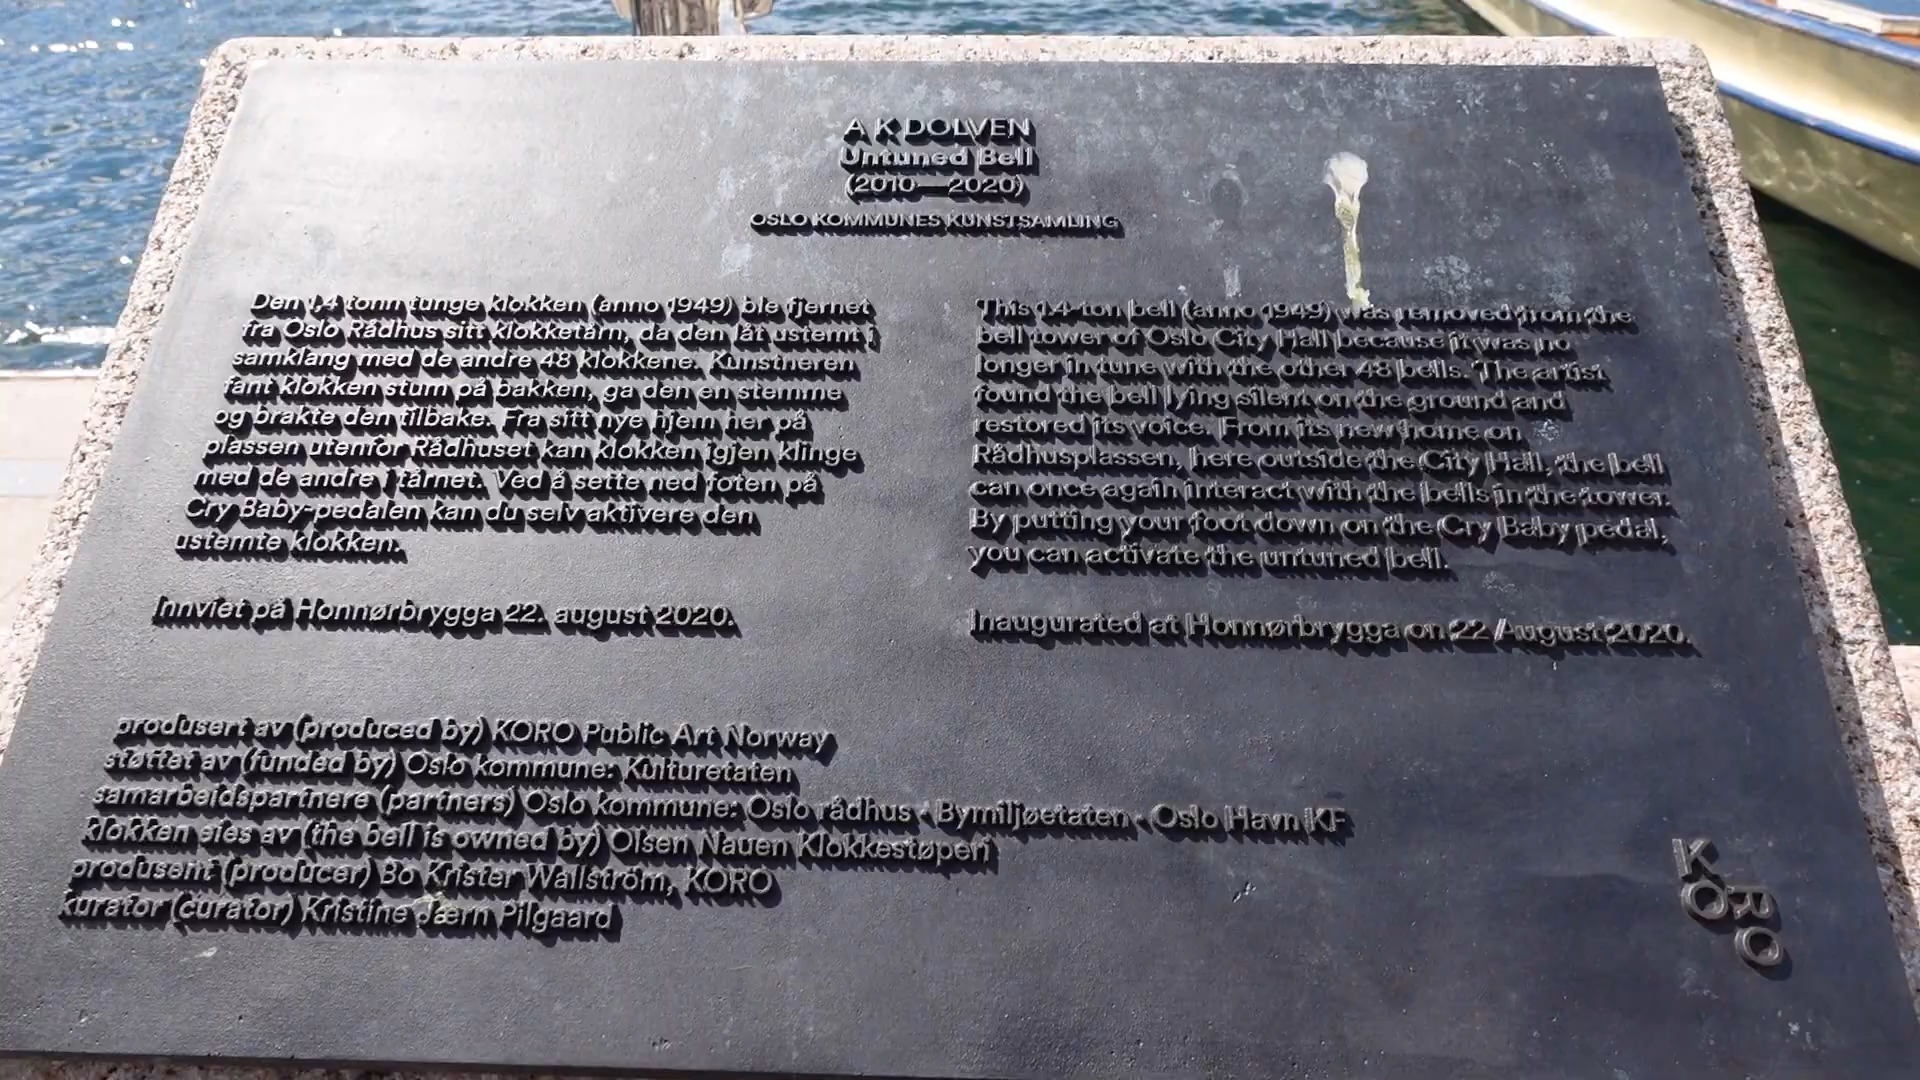 A K DOLVEN
Untuned Bell
(2010—2020)
OSLO KOMMUNES KUNSTSAMLING
Den 1,4 tonn tunge klokken (anno 1949) ble fjernet
fra Oslo Rådhus sitt klokketårn, da den låt ustemt i
samklang med de andre 48 klokkene. Kunstneren
fant klokken stum på bakken, ga den en stemme
og brakte den tilbake. Fra sitt nye hjem her på
plassen utenfor Rådhuset kan klokken igjen klinge
med de andre i tårnet. Ved å sette ned foten på
Cry Baby-pedalen kan du selv aktivere den
ustemte klokken.
Innviet på Honnørbrygga 22. august 2020.
This 1.4-ton bell (anno 1949) was removed from the
bell tower of Oslo City Hall because it was no
longer in tune with the other 48 bells. The artist
found the bell lying silent on the ground and
restored its voice. From its new home on
Rådhusplassen, here outside the City Hall, the bell
can once again interact with the bells in the tower.
By putting your foot down on the Cry Baby pedal,
you can activate the untuned bell.
Inaugurated at Honnørbrygga on 22 August 2020.
produsert av (produced by) KORO Public Art Norway
støttet av (funded by) Oslo kommune: Kulturetaten
samarbeidspartnere (partners) Oslo kommune: Oslo rådhus · Bymiljøetaten · Oslo Havn KF
klokken eies av (the bell is owned by) Olsen Nauen Klokkestøperi
produsent (producer) Bo Krister Wallström, KORO
kurator (curator) Kristine Jærn Pilgaard
KORO